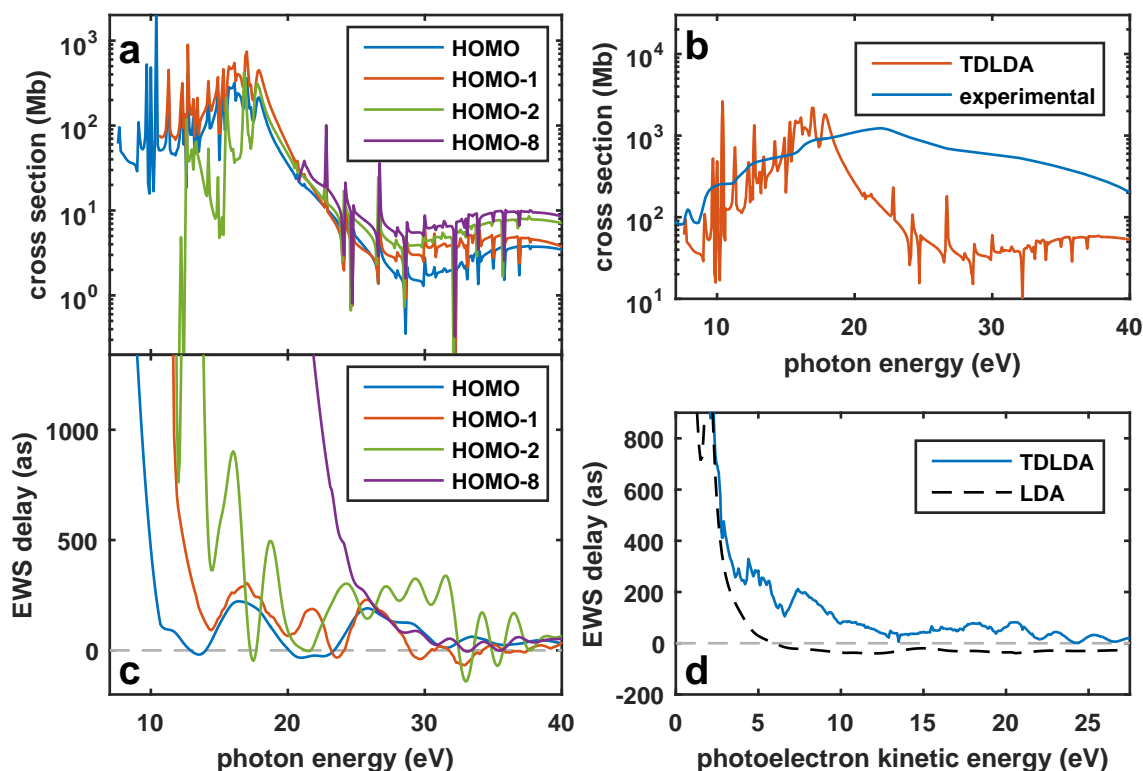 a
cross section (Mb)
10³
10²
10¹
10⁰
HOMO
HOMO-1
HOMO-2
HOMO-8
b
cross section (Mb)
10⁴
10³
10²
10¹
TDLDA
experimental
10 20 30 40
photon energy (eV)
c
EWS delay (as)
1000
500
0
HOMO
HOMO-1
HOMO-2
HOMO-8
10 20 30 40
photon energy (eV)
d
EWS delay (as)
800
600
400
200
0
-200
TDLDA
LDA
0 5 10 15 20 25
photoelectron kinetic energy (eV)